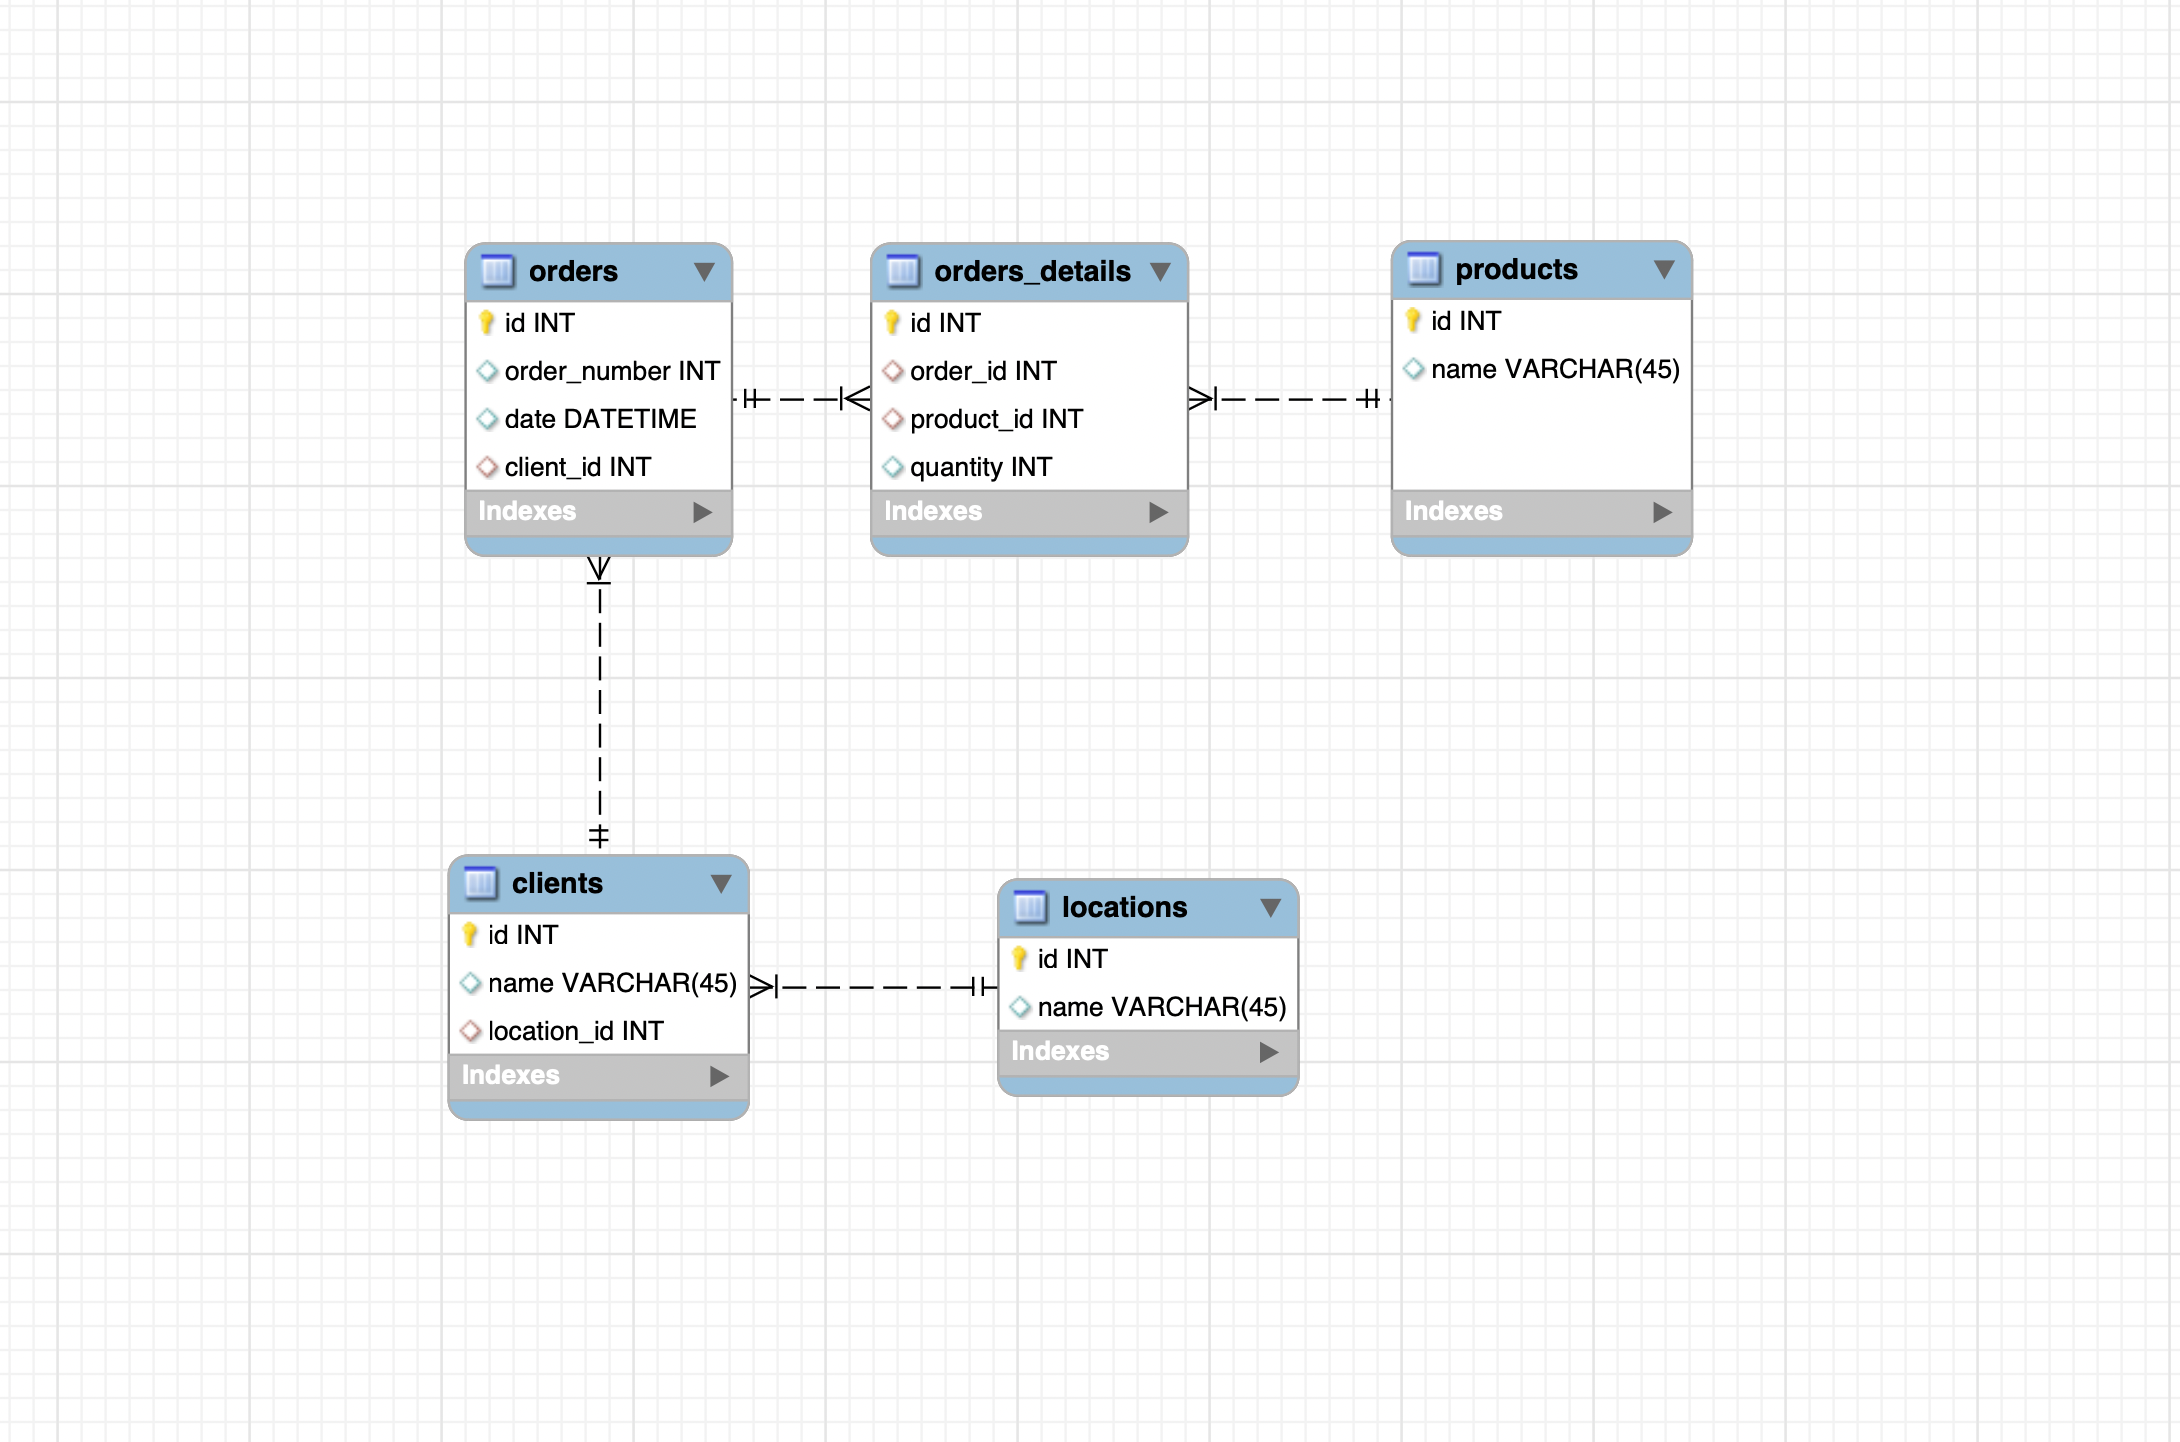 orders
id INT
order_number INT
date DATETIME
client_id INT
Indexes
orders_details
id INT
order_id INT
product_id INT
quantity INT
Indexes
products
id INT
name VARCHAR(45)
Indexes
clients
id INT
name VARCHAR(45)
location_id INT
Indexes
locations
id INT
name VARCHAR(45)
Indexes